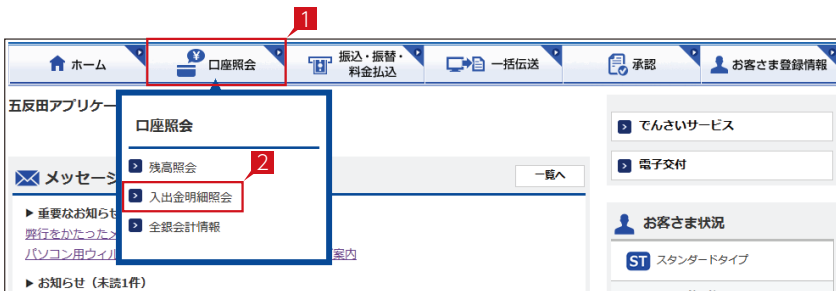 1
ホーム
口座照会
振込・振替・
料金払込
一括伝送
承認
お客さま登録情報
五反田アプリケー
口座照会
残高照会
2
入出金明細照会
全銀会計情報
メッセージ
一覧へ
▶ 重要なお知らせ
弊行をかたったメ
パソコン用ウイル
案内
▶ お知らせ（未読1件）
でんさいサービス
電子交付
お客さま状況
ST スタンダードタイプ